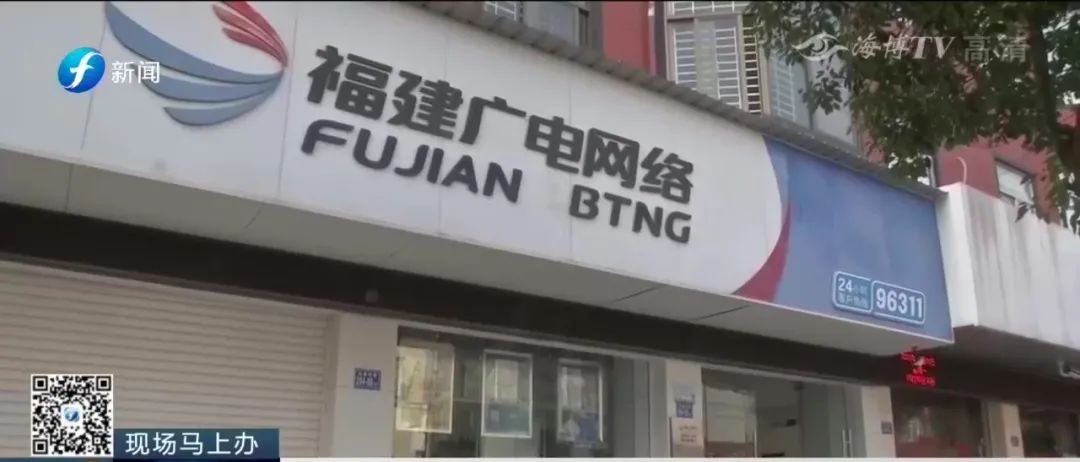 新闻
海博TV 高清
福建广电网络
FUJIAN BTNG
24小时
客户热线
96311
现场马上办